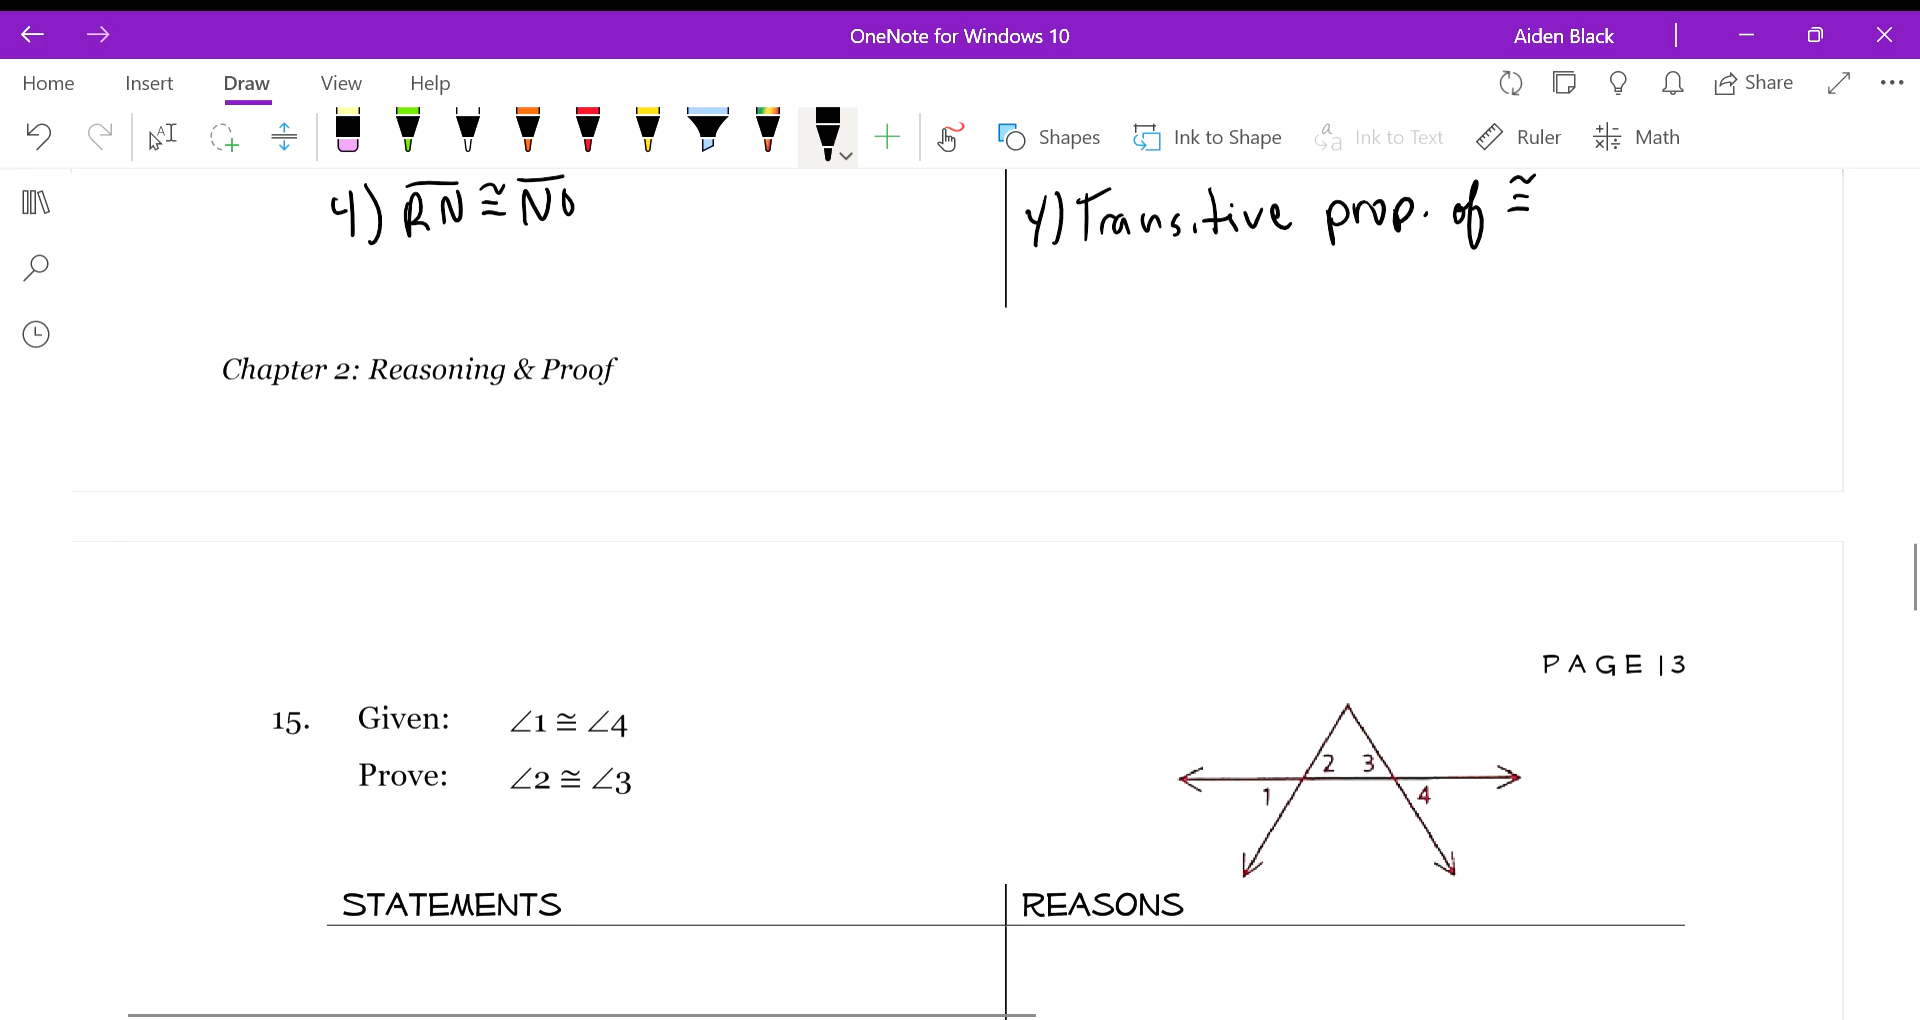 OneNote for Windows 10
Aiden Black
Home Insert Draw View Help
Share
Shapes Ink to Shape Ink to Text Ruler Math
4) RN ≅ NO
4) Transitive prop. of ≅
Chapter 2: Reasoning & Proof
PAGE 13
15. Given: ∠1 ≅ ∠4
Prove: ∠2 ≅ ∠3
2 3
1 4
STATEMENTS REASONS